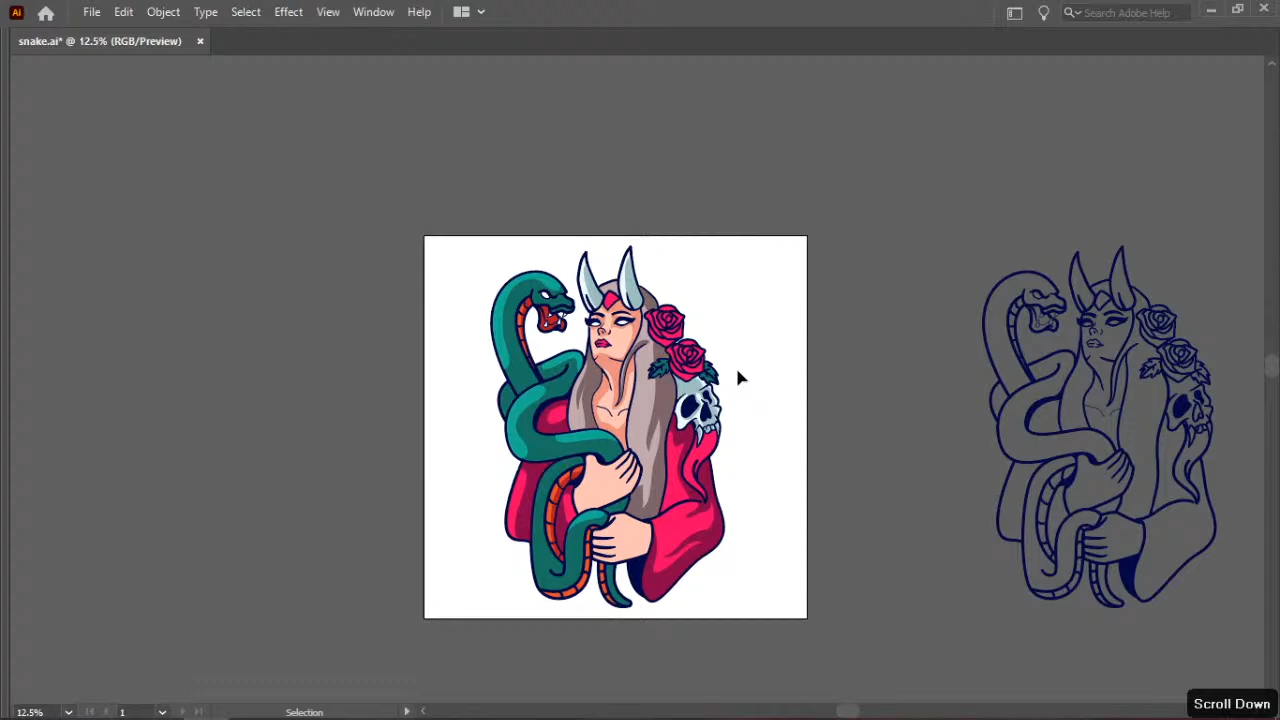 Ai File Edit Object Type Select Effect View Window Help Search Adobe Help
snake.ai* @ 12.5% (RGB/Preview) ×
12.5% 1 Selection
Scroll Down